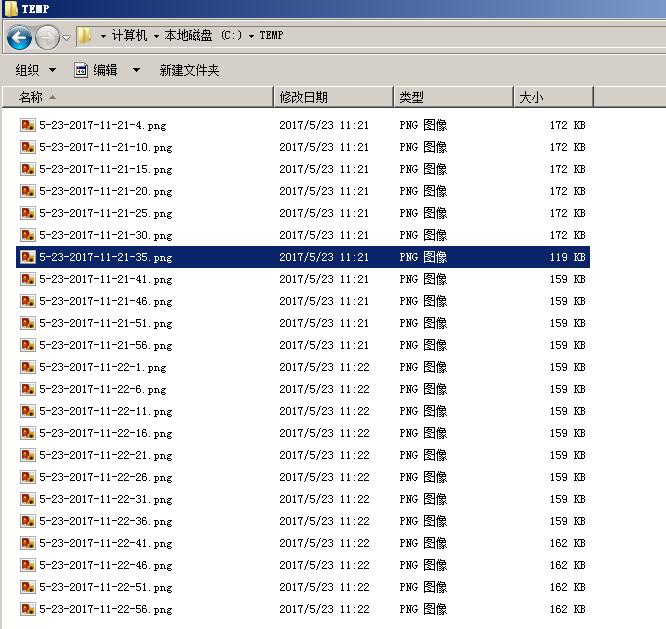 TEMP
计算机 本地磁盘 (C:) TEMP
组织 编辑 新建文件夹
名称 修改日期 类型 大小
5-23-2017-11-21-4.png 2017/5/23 11:21 PNG 图像 172 KB
5-23-2017-11-21-10.png 2017/5/23 11:21 PNG 图像 172 KB
5-23-2017-11-21-15.png 2017/5/23 11:21 PNG 图像 172 KB
5-23-2017-11-21-20.png 2017/5/23 11:21 PNG 图像 172 KB
5-23-2017-11-21-25.png 2017/5/23 11:21 PNG 图像 172 KB
5-23-2017-11-21-30.png 2017/5/23 11:21 PNG 图像 172 KB
5-23-2017-11-21-35.png 2017/5/23 11:21 PNG 图像 119 KB
5-23-2017-11-21-41.png 2017/5/23 11:21 PNG 图像 159 KB
5-23-2017-11-21-46.png 2017/5/23 11:21 PNG 图像 159 KB
5-23-2017-11-21-51.png 2017/5/23 11:21 PNG 图像 159 KB
5-23-2017-11-21-56.png 2017/5/23 11:21 PNG 图像 159 KB
5-23-2017-11-22-1.png 2017/5/23 11:22 PNG 图像 159 KB
5-23-2017-11-22-6.png 2017/5/23 11:22 PNG 图像 159 KB
5-23-2017-11-22-11.png 2017/5/23 11:22 PNG 图像 159 KB
5-23-2017-11-22-16.png 2017/5/23 11:22 PNG 图像 159 KB
5-23-2017-11-22-21.png 2017/5/23 11:22 PNG 图像 159 KB
5-23-2017-11-22-26.png 2017/5/23 11:22 PNG 图像 159 KB
5-23-2017-11-22-31.png 2017/5/23 11:22 PNG 图像 159 KB
5-23-2017-11-22-36.png 2017/5/23 11:22 PNG 图像 159 KB
5-23-2017-11-22-41.png 2017/5/23 11:22 PNG 图像 162 KB
5-23-2017-11-22-46.png 2017/5/23 11:22 PNG 图像 162 KB
5-23-2017-11-22-51.png 2017/5/23 11:22 PNG 图像 162 KB
5-23-2017-11-22-56.png 2017/5/23 11:22 PNG 图像 162 KB